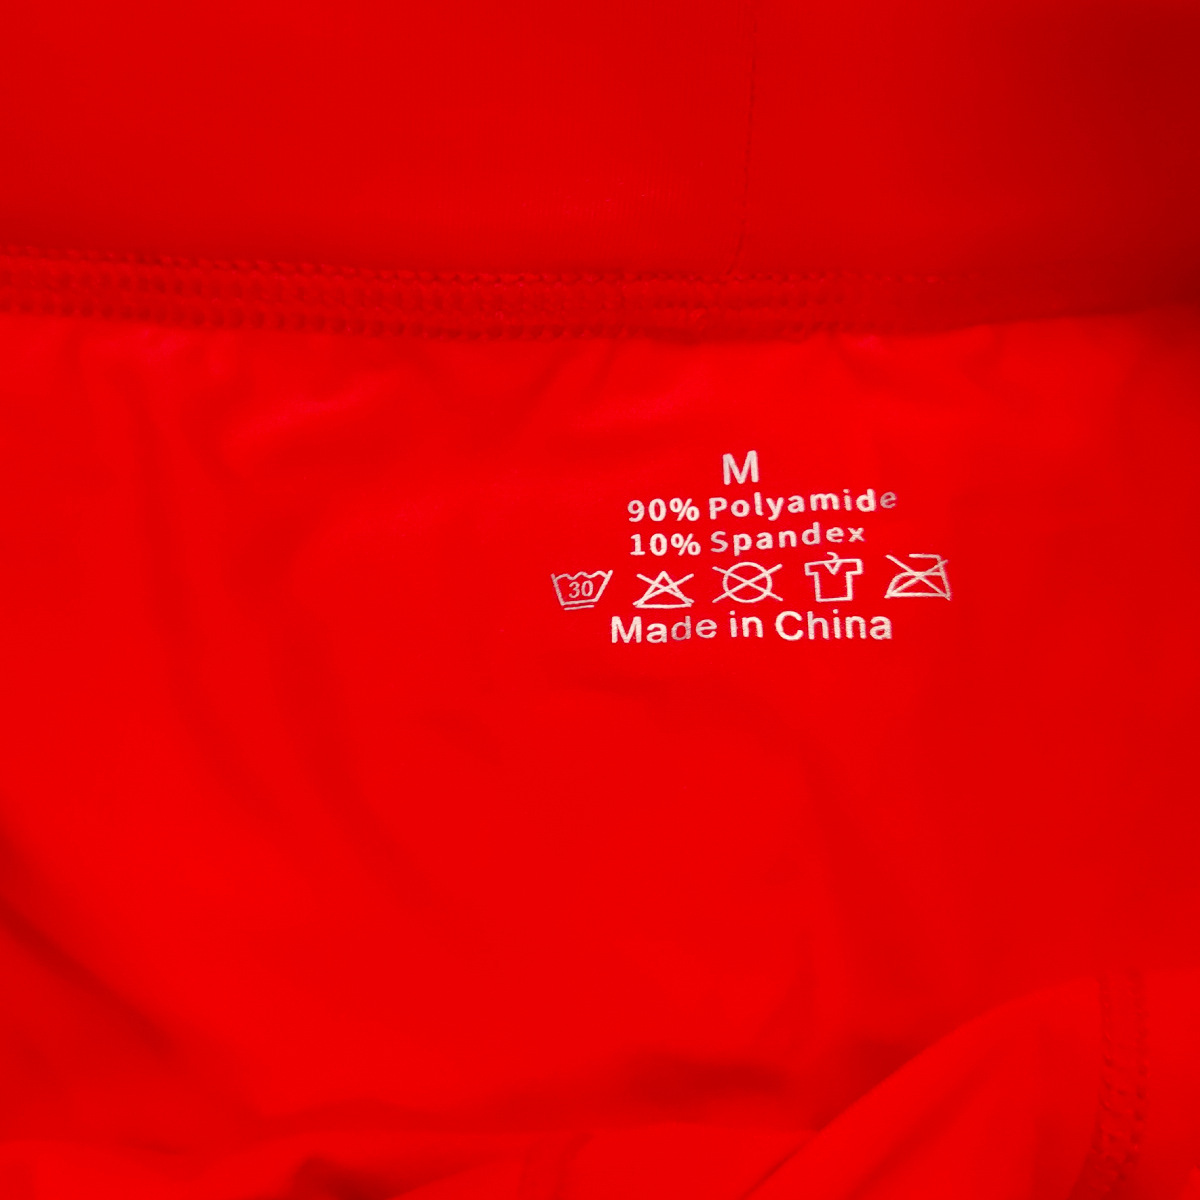 M
90% Polyamide
10% Spandex
30
Made in China